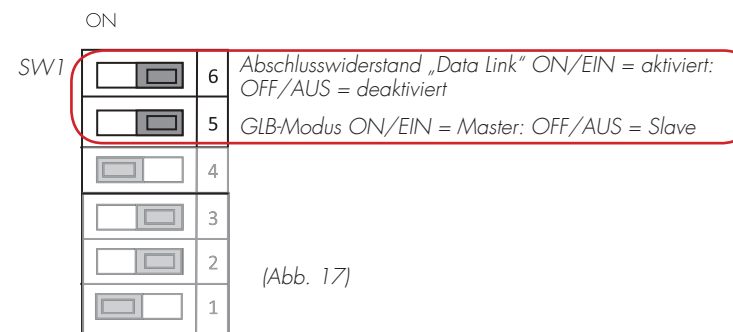 ON
SW1
6
Abschlusswiderstand „Data Link“ ON/EIN = aktiviert:
OFF/AUS = deaktiviert
5
GLB-Modus ON/EIN = Master: OFF/AUS = Slave
4
3
2
(Abb. 17)
1